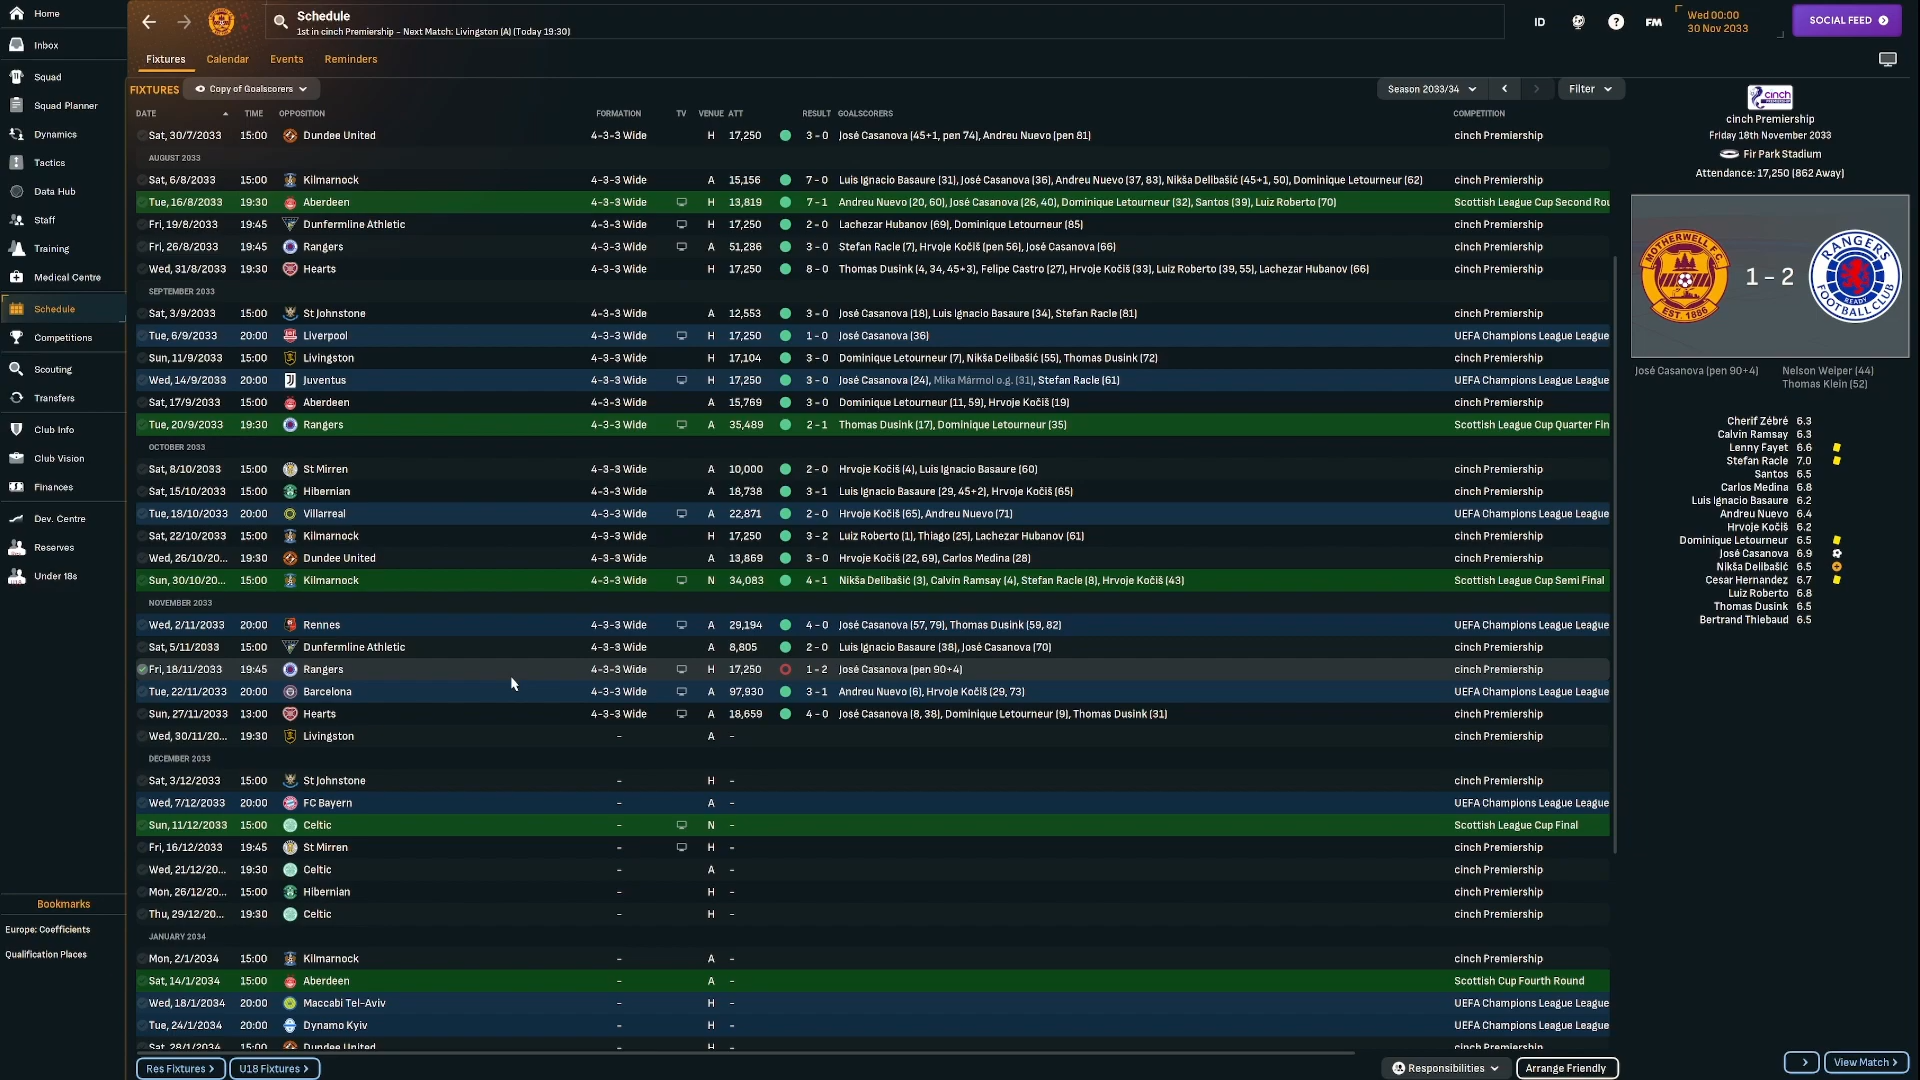 Home
Inbox
Squad
Squad Planner
Dynamics
Tactics
Data Hub
Staff
Training
Medical Centre
Schedule
Competitions
Scouting
Transfers
Club Info
Club Vision
Finances
Dev. Centre
Reserves
Under 18s
Bookmarks
Europe: Coefficients
Qualification Places
Schedule
1st in cinch Premiership - Next Match: Livingston (A) (Today 19:30)
ID FM Wed 00:00 SOCIAL FEED
30 Nov 2033
Fixtures Calendar Events Reminders
FIXTURES Copy of Goalscorers Season 2033/34 Filter
DATE TIME OPPOSITION FORMATION TV VENUE ATT RESULT GOALSCORERS COMPETITION
Sat, 30/7/2033 15:00 Dundee United 4-3-3 Wide H 17,250 3 - 0 José Casanova (45+1, pen 74), Andreu Nuevo (pen 81) cinch Premiership
AUGUST 2033
Sat, 6/8/2033 15:00 Kilmarnock 4-3-3 Wide A 15,156 7 - 0 Luis Ignacio Basaure (31), José Casanova (36), Andreu Nuevo (37, 83), Nikša Delibašić (45+1, 50), Dominique Letourneur (62) cinch Premiership
Tue, 16/8/2033 19:30 Aberdeen 4-3-3 Wide H 13,819 7 - 1 Andreu Nuevo (20, 60), José Casanova (26, 40), Dominique Letourneur (32), Santos (39), Luiz Roberto (70) Scottish League Cup Second Rou
Fri, 19/8/2033 19:45 Dunfermline Athletic 4-3-3 Wide H 17,250 2 - 0 Lachezar Hubanov (69), Dominique Letourneur (85) cinch Premiership
Fri, 26/8/2033 19:45 Rangers 4-3-3 Wide A 51,286 3 - 0 Stefan Racle (7), Hrvoje Kočiš (pen 56), José Casanova (66) cinch Premiership
Wed, 31/8/2033 19:30 Hearts 4-3-3 Wide H 17,250 8 - 0 Thomas Dusink (4, 34, 45+3), Felipe Castro (27), Hrvoje Kočiš (33), Luiz Roberto (39, 55), Lachezar Hubanov (66) cinch Premiership
SEPTEMBER 2033
Sat, 3/9/2033 15:00 St Johnstone 4-3-3 Wide A 12,553 3 - 0 José Casanova (18), Luis Ignacio Basaure (34), Stefan Racle (81) cinch Premiership
Tue, 6/9/2033 20:00 Liverpool 4-3-3 Wide H 17,250 1 - 0 José Casanova (36) UEFA Champions League League
Sun, 11/9/2033 15:00 Livingston 4-3-3 Wide H 17,104 3 - 0 Dominique Letourneur (7), Nikša Delibašić (55), Thomas Dusink (72) cinch Premiership
Wed, 14/9/2033 20:00 Juventus 4-3-3 Wide H 17,250 3 - 0 José Casanova (24), Mika Mármol o.g. (31), Stefan Racle (61) UEFA Champions League League
Sat, 17/9/2033 15:00 Aberdeen 4-3-3 Wide A 15,769 3 - 0 Dominique Letourneur (11, 59), Hrvoje Kočiš (19) cinch Premiership
Tue, 20/9/2033 19:30 Rangers 4-3-3 Wide A 35,489 2 - 1 Thomas Dusink (17), Dominique Letourneur (35) Scottish League Cup Quarter Fin
OCTOBER 2033
Sat, 8/10/2033 15:00 St Mirren 4-3-3 Wide A 10,000 2 - 0 Hrvoje Kočiš (4), Luis Ignacio Basaure (60) cinch Premiership
Sat, 15/10/2033 15:00 Hibernian 4-3-3 Wide A 18,738 3 - 1 Luis Ignacio Basaure (29, 45+2), Hrvoje Kočiš (65) cinch Premiership
Tue, 18/10/2033 20:00 Villarreal 4-3-3 Wide A 22,871 2 - 0 Hrvoje Kočiš (65), Andreu Nuevo (71) UEFA Champions League League
Sat, 22/10/2033 15:00 Kilmarnock 4-3-3 Wide H 17,250 3 - 2 Luiz Roberto (1), Thiago (25), Lachezar Hubanov (61) cinch Premiership
Wed, 26/10/20... 19:30 Dundee United 4-3-3 Wide A 13,869 3 - 0 Hrvoje Kočiš (22, 69), Carlos Medina (28) cinch Premiership
Sun, 30/10/20... 15:00 Kilmarnock 4-3-3 Wide N 34,083 4 - 1 Nikša Delibašić (3), Calvin Ramsay (4), Stefan Racle (8), Hrvoje Kočiš (43) Scottish League Cup Semi Final
NOVEMBER 2033
Wed, 2/11/2033 20:00 Rennes 4-3-3 Wide A 29,194 4 - 0 José Casanova (57, 79), Thomas Dusink (59, 82) UEFA Champions League League
Sat, 5/11/2033 15:00 Dunfermline Athletic 4-3-3 Wide A 8,805 2 - 0 Luis Ignacio Basaure (38), José Casanova (70) cinch Premiership
Fri, 18/11/2033 19:45 Rangers 4-3-3 Wide H 17,250 1 - 2 José Casanova (pen 90+4) cinch Premiership
Tue, 22/11/2033 20:00 Barcelona 4-3-3 Wide A 97,930 3 - 1 Andreu Nuevo (6), Hrvoje Kočiš (29, 73) UEFA Champions League League
Sun, 27/11/2033 13:00 Hearts 4-3-3 Wide A 18,659 4 - 0 José Casanova (8, 38), Dominique Letourneur (9), Thomas Dusink (31) cinch Premiership
Wed, 30/11/20... 19:30 Livingston - A - cinch Premiership
DECEMBER 2033
Sat, 3/12/2033 15:00 St Johnstone - H - cinch Premiership
Wed, 7/12/2033 20:00 FC Bayern - A - UEFA Champions League League
Sun, 11/12/2033 15:00 Celtic - N - Scottish League Cup Final
Fri, 16/12/2033 19:45 St Mirren - H - cinch Premiership
Wed, 21/12/20... 19:30 Celtic - A - cinch Premiership
Mon, 26/12/20... 15:00 Hibernian - H - cinch Premiership
Thu, 29/12/20... 19:30 Celtic - H - cinch Premiership
JANUARY 2034
Mon, 2/1/2034 15:00 Kilmarnock - A - cinch Premiership
Sat, 14/1/2034 15:00 Aberdeen - A - Scottish Cup Fourth Round
Wed, 18/1/2034 20:00 Maccabi Tel-Aviv - H - UEFA Champions League League
Tue, 24/1/2034 20:00 Dynamo Kyiv - H - UEFA Champions League League
Sat, 28/1/2034 15:00 Dundee United - H - cinch Premiership
Res Fixtures U18 Fixtures Responsibilities Arrange Friendly
cinch
PREMIERSHIP
cinch Premiership
Friday 18th November 2033
Fir Park Stadium
Attendance: 17,250 (862 Away)
MOTHERWELL F.C.
EST. 1886
1 - 2
RANGERS
READY
FOOTBALL CLUB
José Casanova (pen 90+4) Nelson Weiper (44)
Thomas Klein (52)
Cherif Zébré 6.3
Calvin Ramsay 6.3
Lenny Fayet 6.6
Stefan Racle 7.0
Santos 6.5
Carlos Medina 6.8
Luis Ignacio Basaure 6.2
Andreu Nuevo 6.4
Hrvoje Kočiš 6.2
Dominique Letourneur 6.5
José Casanova 6.9
Nikša Delibašić 6.5
Cesar Hernandez 6.7
Luiz Roberto 6.8
Thomas Dusink 6.5
Bertrand Thiebaud 6.5
View Match